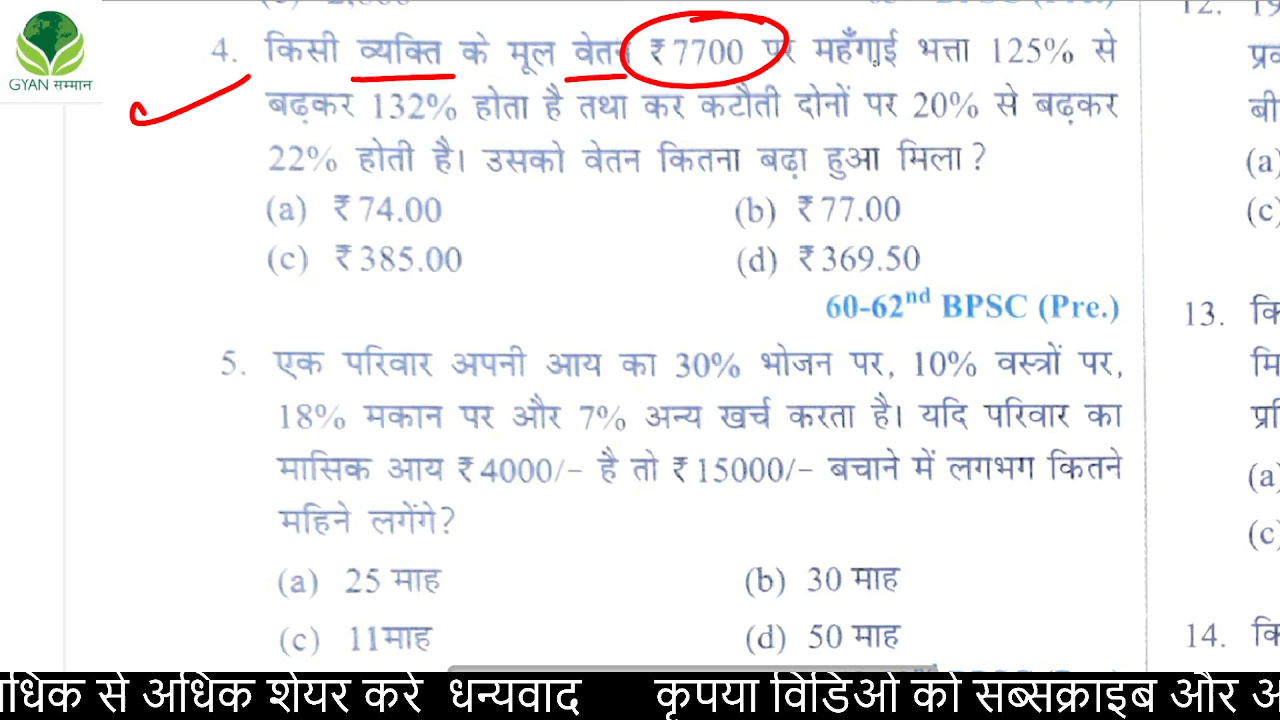 GYAN सम्मान
4. किसी व्यक्ति के मूल वेतन ₹7700 पर महँगाई भत्ता 125% से
बढ़कर 132% होता है तथा कर कटौती दोनों पर 20% से बढ़कर
22% होती है। उसको वेतन कितना बढ़ा हुआ मिला?
(a) ₹74.00
(b) ₹77.00
(c) ₹385.00
(d) ₹369.50
60-62nd BPSC (Pre.)
5. एक परिवार अपनी आय का 30% भोजन पर, 10% वस्त्रों पर,
18% मकान पर और 7% अन्य खर्च करता है। यदि परिवार का
मासिक आय ₹4000/- है तो ₹15000/- बचाने में लगभग कितने
महिने लगेंगे?
(a) 25 माह
(b) 30 माह
(c) 11माह
(d) 50 माह
12.
(a)
(c)
13.
(a)
(c)
14.
से अधिक शेयर करे धन्यवाद कृपया विडिओ को सब्सक्राइब और